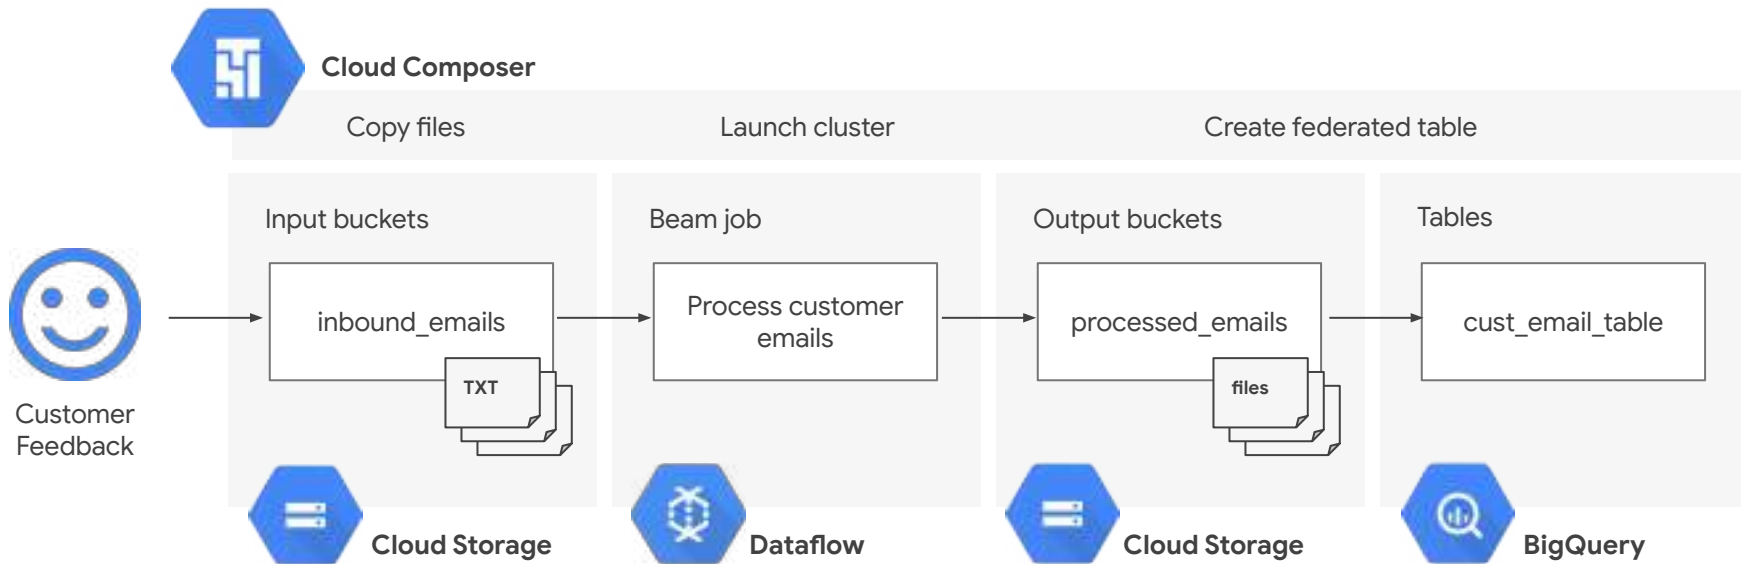 Cloud Composer
Copy files
Launch cluster
Create federated table
Input buckets
Beam job
Output buckets
Tables
inbound_emails
Process customer
emails
processed_emails
cust_email_table
TXT
files
Customer
Feedback
Cloud Storage
Dataflow
Cloud Storage
BigQuery